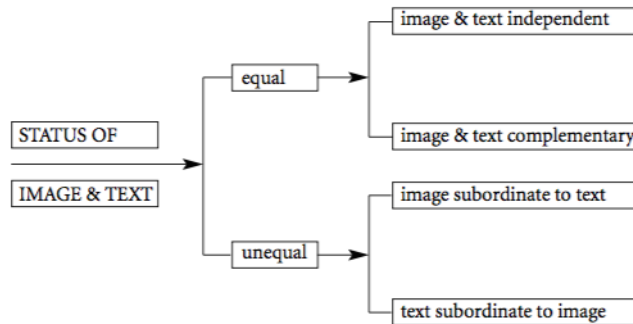 image & text independent
equal
image & text complementary
STATUS OF
IMAGE & TEXT
image subordinate to text
unequal
text subordinate to image